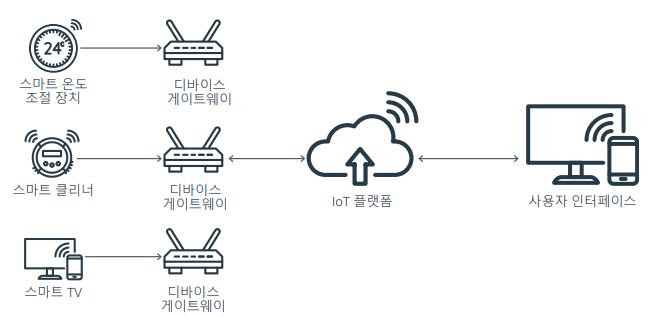 24°
스마트 온도
조절 장치
디바이스
게이트웨이
스마트 클리너
디바이스
게이트웨이
IoT 플랫폼
사용자 인터페이스
스마트 TV
디바이스
게이트웨이